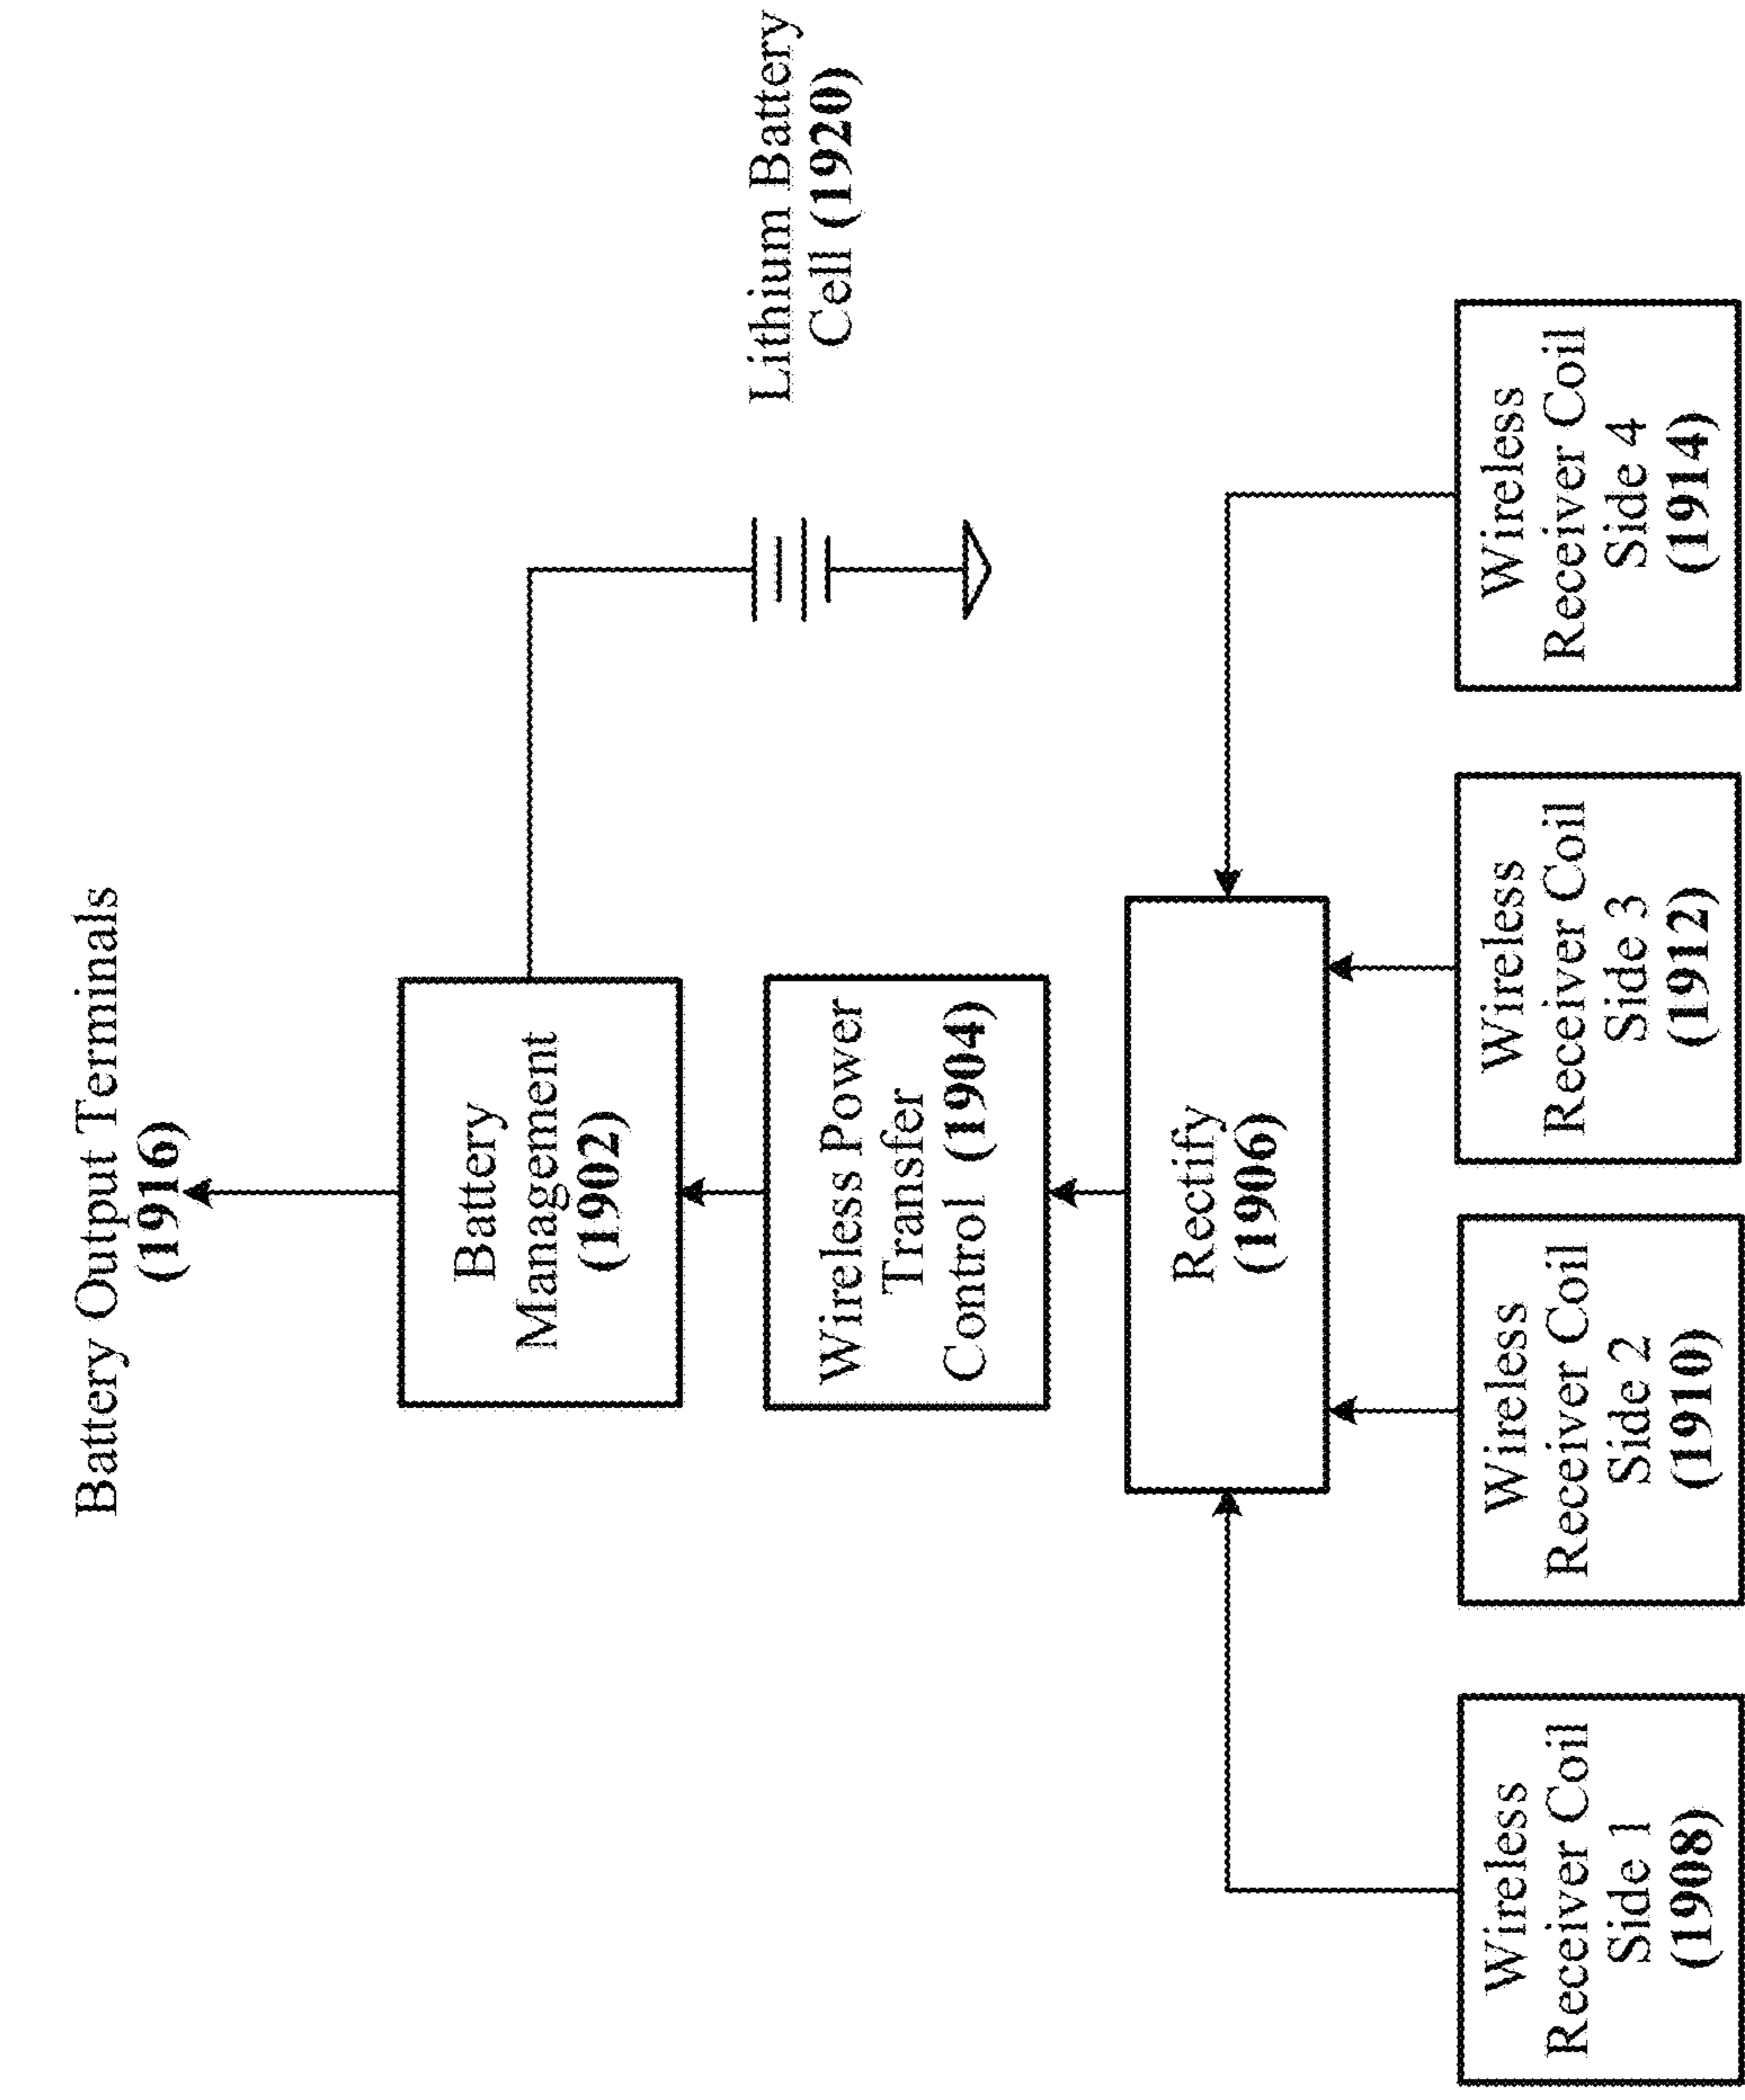 Battery Output Terminals
(1916)
Battery
Management
(1902)
Lithium Battery
Cell (1920)
Wireless Power
Transfer
Control (1904)
Rectify
(1906)
Wireless
Receiver Coil
Side 1
(1908)
Wireless
Receiver Coil
Side 2
(1910)
Wireless
Receiver Coil
Side 3
(1912)
Wireless
Receiver Coil
Side 4
(1914)